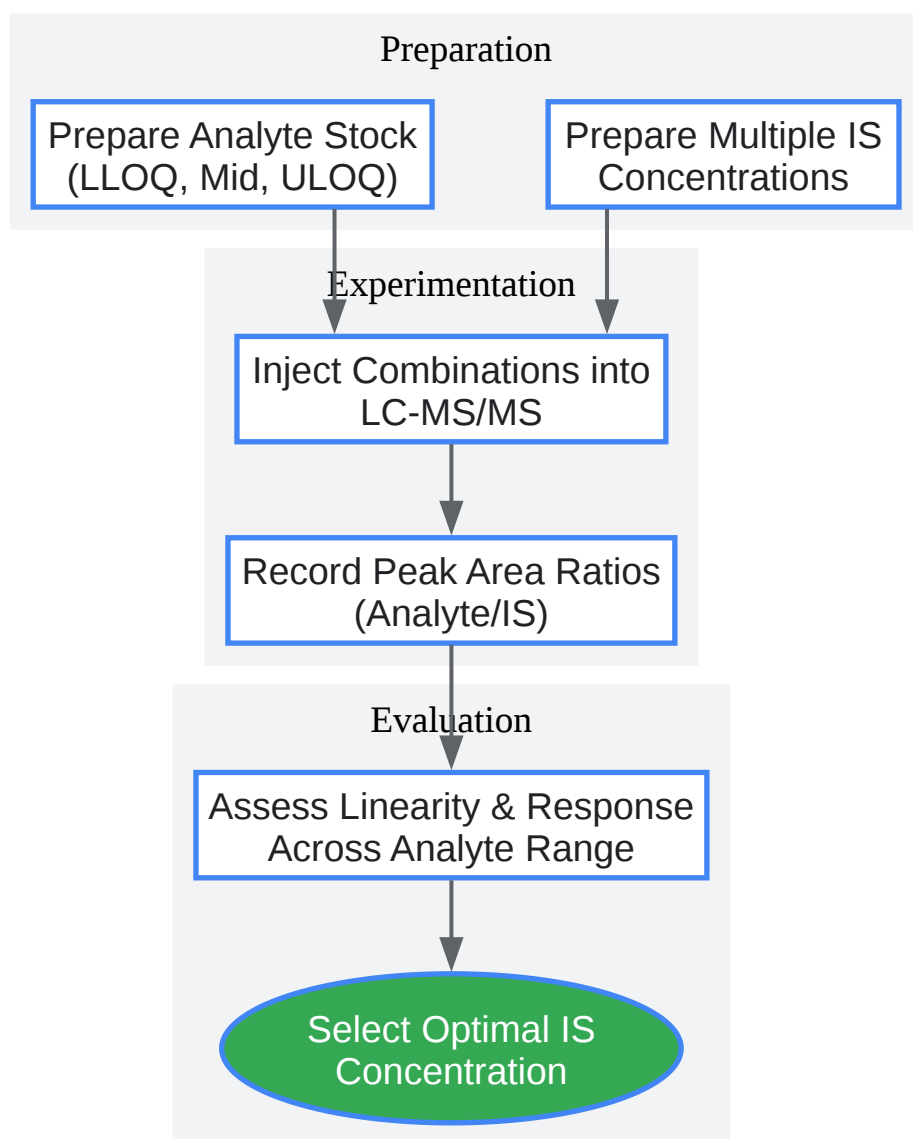 Preparation
Prepare Analyte Stock
(LLOQ, Mid, ULOQ)
Prepare Multiple IS
Concentrations
Experimentation
Inject Combinations into
LC-MS/MS
Record Peak Area Ratios
(Analyte/IS)
Evaluation
Assess Linearity & Response
Across Analyte Range
Select Optimal IS
Concentration